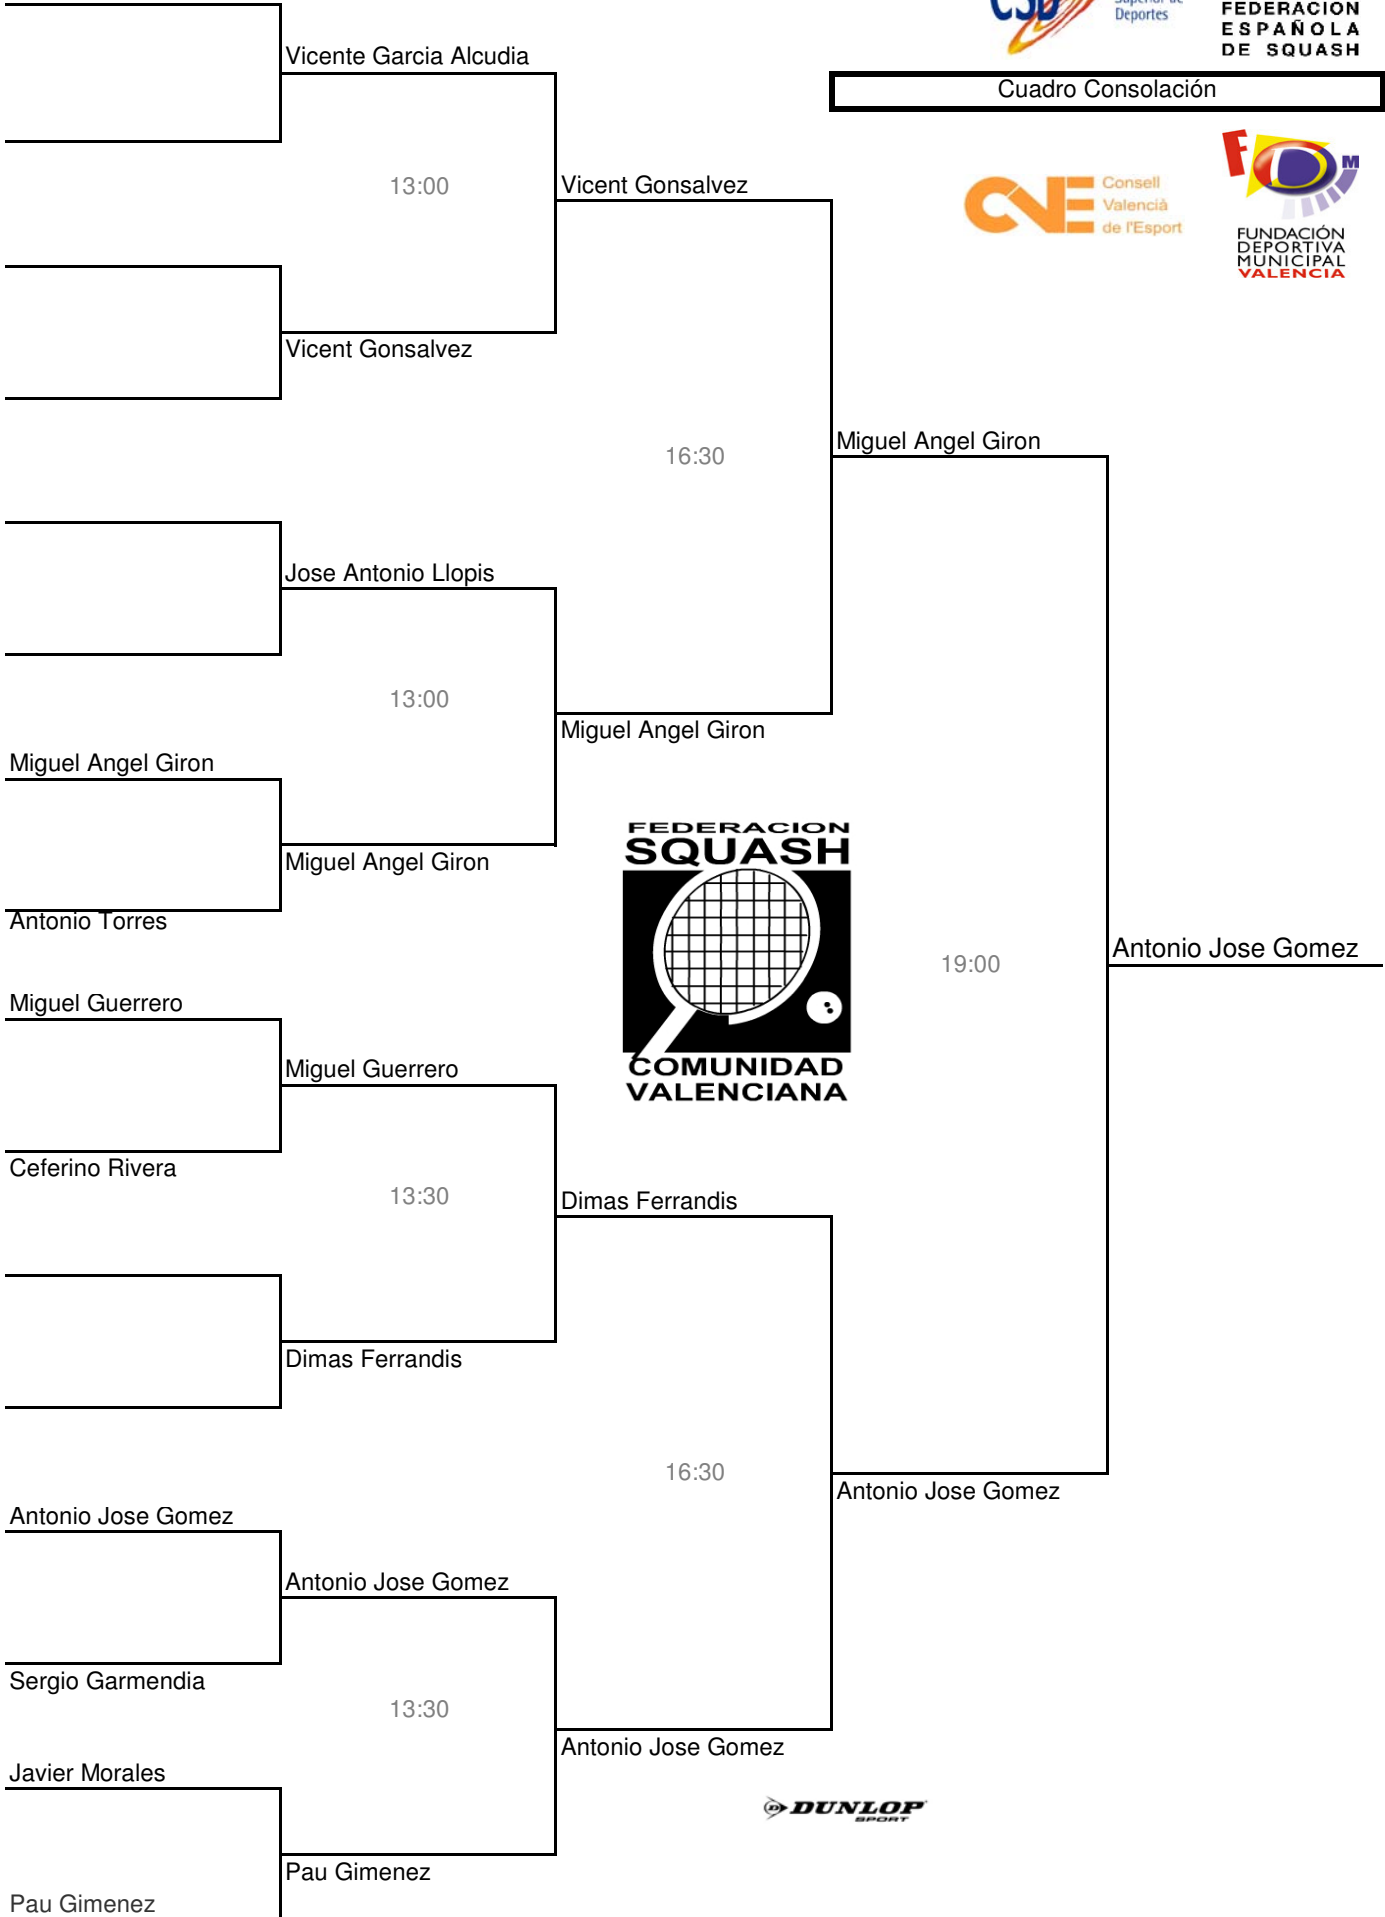 Deportes
FEDERACION
ESPAÑOLA
DE SQUASH
Vicente Garcia Alcudia
Cuadro Consolación
13:00
Vicent Gonsalvez
Consell
Valencià
de l'Esport
FDM
FUNDACIÓN
DEPORTIVA
MUNICIPAL
VALENCIA
Vicent Gonsalvez
Miguel Angel Giron
16:30
Jose Antonio Llopis
13:00
Miguel Angel Giron
Miguel Angel Giron
FEDERACION
SQUASH
Miguel Angel Giron
Antonio Torres
Antonio Jose Gomez
19:00
Miguel Guerrero
COMUNIDAD
VALENCIANA
Miguel Guerrero
Ceferino Rivera
13:30
Dimas Ferrandis
Dimas Ferrandis
16:30
Antonio Jose Gomez
Antonio Jose Gomez
Antonio Jose Gomez
Sergio Garmendia
13:30
Antonio Jose Gomez
Javier Morales
DUNLOP
SPORT
Pau Gimenez
Pau Gimenez